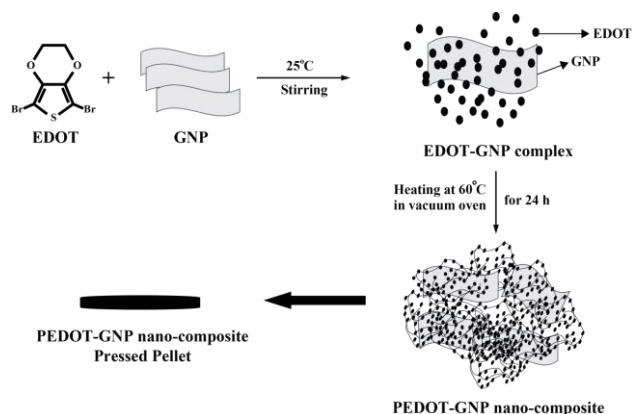 O
O
Br
S
Br
EDOT
+
GNP
25°C
Stirring
EDOT
GNP
EDOT-GNP complex
Heating at 60°C
in vacuum oven
for 24 h
PEDOT-GNP nano-composite
PEDOT-GNP nano-composite
Pressed Pellet